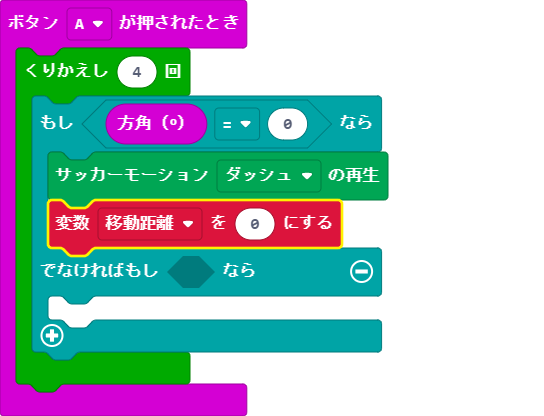 ボタン A が押されたとき
くりかえし 4 回
もし 方角 (°) = 0 なら
サッカーモーション ダッシュ の再生
変数 移動距離 を 0 にする
でなければもし なら